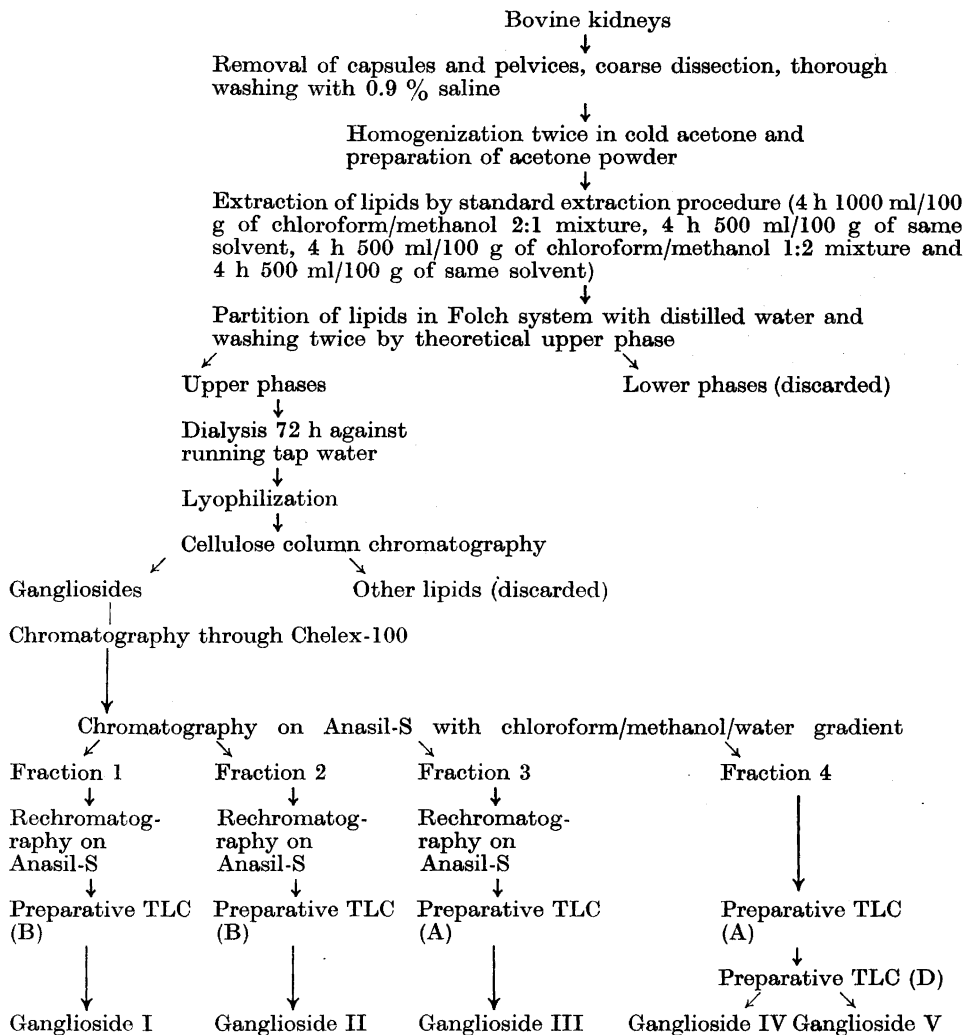 Bovine kidneys
Removal of capsules and pelvices, coarse dissection, thorough
washing with 0.9 % saline
Homogenization twice in cold acetone and
preparation of acetone powder
Extraction of lipids by standard extraction procedure (4 h 1000 ml/100
g of chloroform/methanol 2:1 mixture, 4 h 500 ml/100 g of same
solvent, 4 h 500 ml/100 g of chloroform/methanol 1:2 mixture and
4 h 500 ml/100 g of same solvent)
Partition of lipids in Folch system with distilled water and
washing twice by theoretical upper phase
Upper phases
Lower phases (discarded)
Dialysis 72 h against
running tap water
Lyophilization
Cellulose column chromatography
Gangliosides
Other lipids (discarded)
Chromatography through Chelex-100
Chromatography on Anasil-S with chloroform/methanol/water gradient
Fraction 1
Rechromatog-
raphy on
Anasil-S
Preparative TLC
(B)
Ganglioside I
Fraction 2
Rechromatog-
raphy on
Anasil-S
Preparative TLC
(B)
Ganglioside II
Fraction 3
Rechromatog-
raphy on
Anasil-S
Preparative TLC
(A)
Ganglioside III
Fraction 4
Preparative TLC
(A)
Preparative TLC (D)
Ganglioside IV Ganglioside V